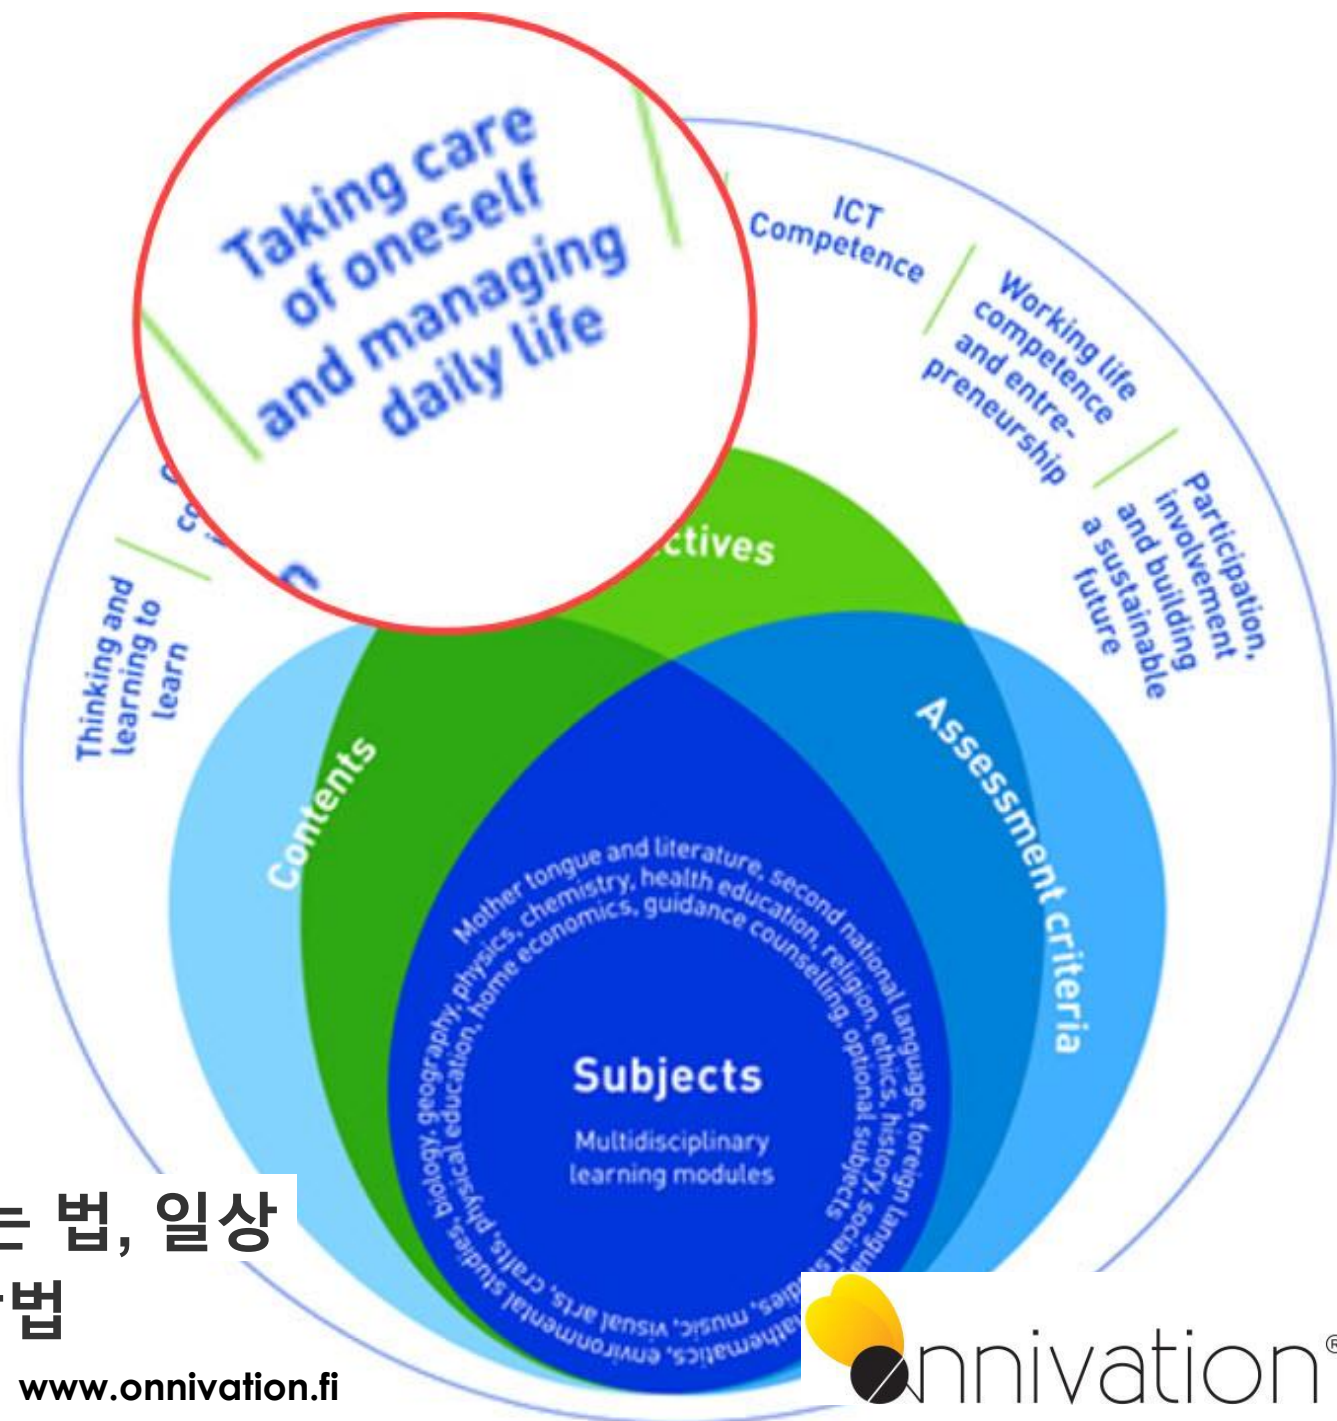 Taking care
of oneself
and managing
daily life
ICT
Competence
Working life
competence
and entre-
preneurship
Participation,
involvement
and building
a sustainable
future
Thinking and
learning to
learn
ctives
Contents
Assessment criteria
Mother tongue and literature, second national language, foreign langua
mathematics, environmental studies, biology, geography, physics, chemistry, health education, religion, ethics, history, social studies, music, visual arts, crafts, physical education, home economics, guidance counselling, optional subjects
Subjects
Multidisciplinary
learning modules
는 법, 일상
법
www.onnivation.fi
onnivation®